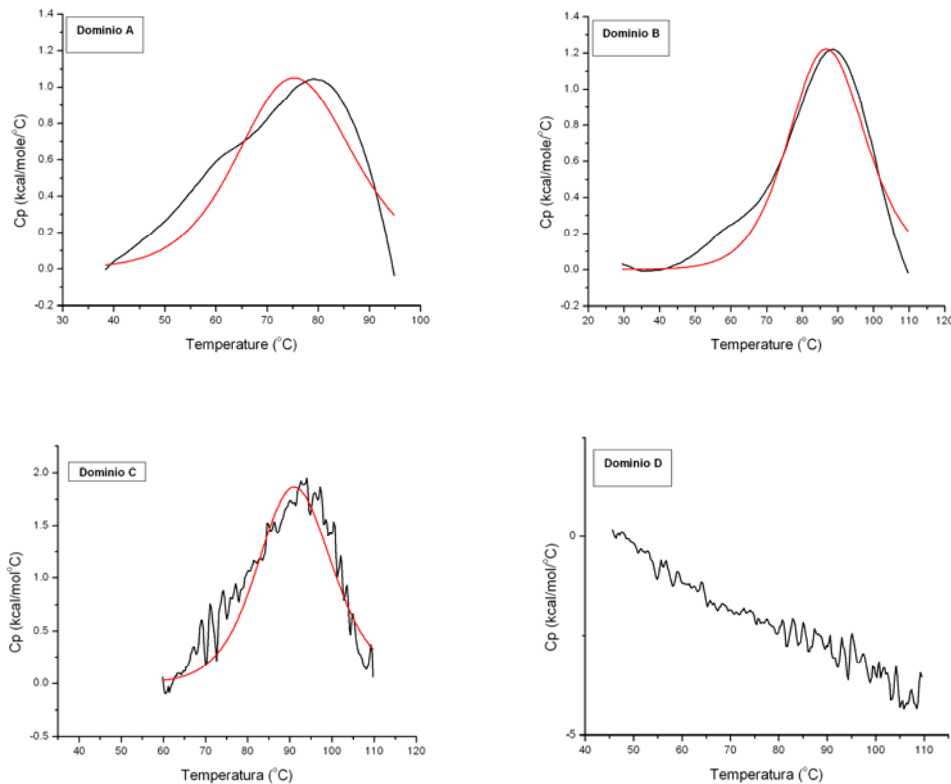 Dominio A
1.4
1.2
1.0
0.8
0.6
0.4
0.2
0.0
-0.2
Cp (kcal/mole/°C)
30 40 50 60 70 80 90 100
Temperature (°C)
Dominio B
1.4
1.2
1.0
0.8
0.6
0.4
0.2
0.0
-0.2
Cp (kcal/mole/°C)
20 30 40 50 60 70 80 90 100 110 120
Temperature (°C)
Dominio C
2.0
1.5
1.0
0.5
0.0
-0.5
Cp (kcal/mol°C)
40 50 60 70 80 90 100 110 120
Temperatura (°C)
Dominio D
0
-5
Cp (kcal/mol/°C)
40 50 60 70 80 90 100 110
Temperatura (°C)